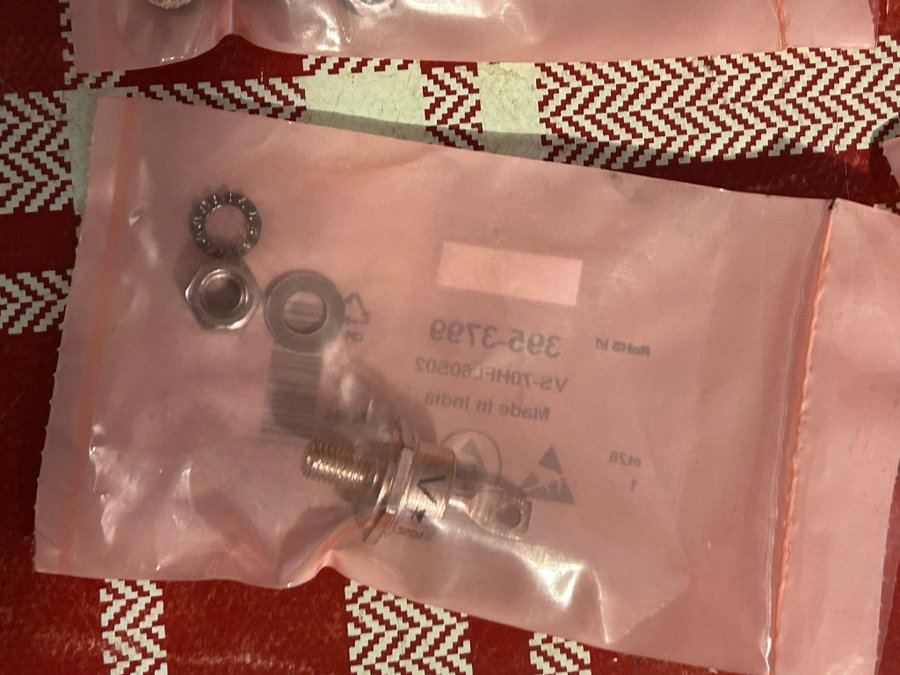 395-3799
RoHS
VS-70HFL60S02
Made in India
1
V